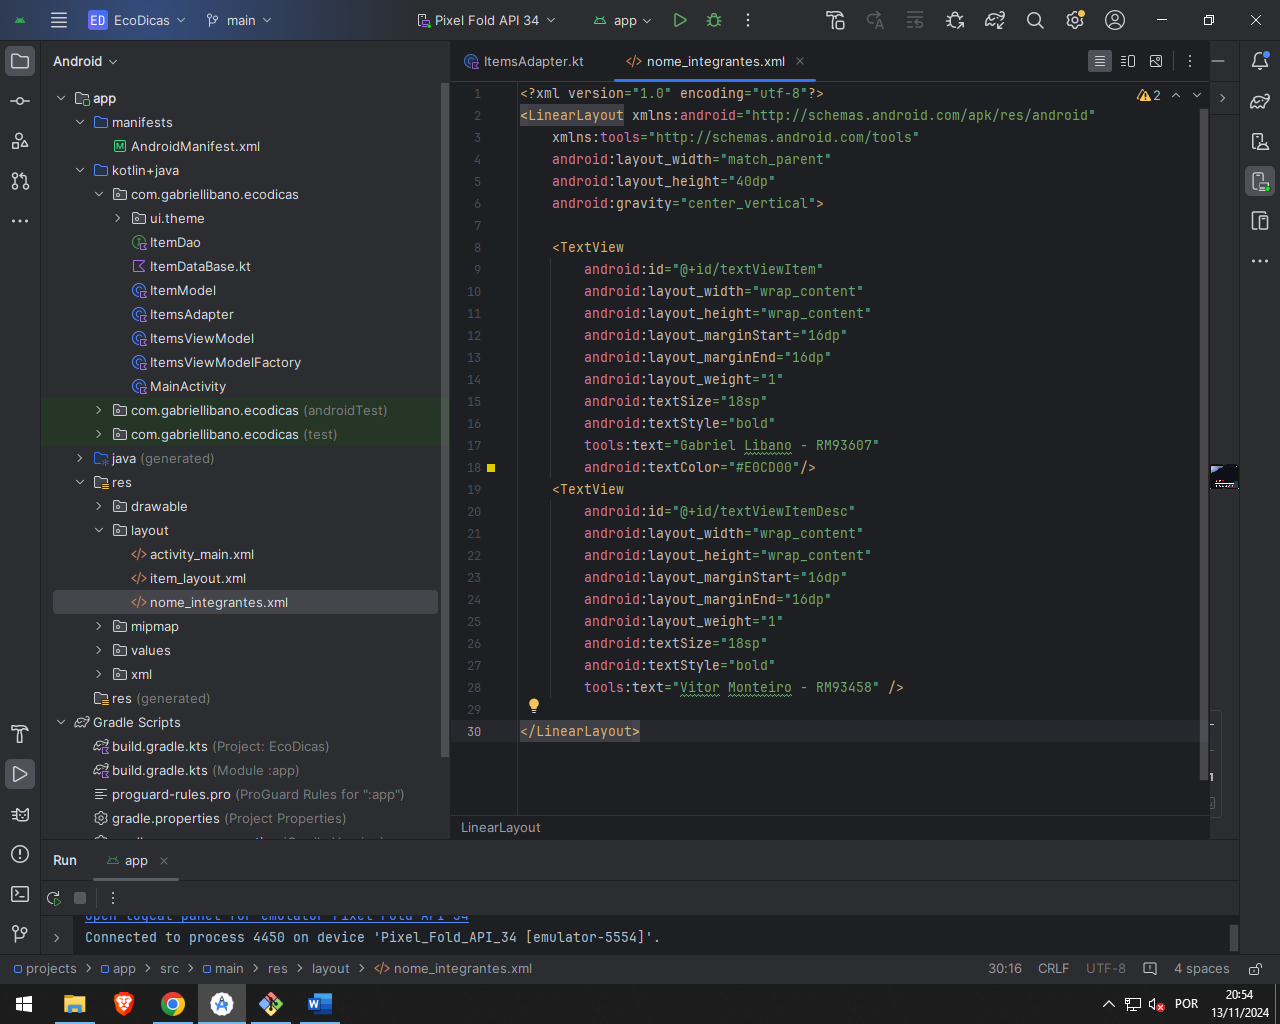 ED EcoDicas main Pixel Fold API 34 app
Android
app
manifests
AndroidManifest.xml
kotlin+java
com.gabriellibano.ecodicas
ui.theme
ItemDao
ItemDataBase.kt
ItemModel
ItemsAdapter
ItemsViewModel
ItemsViewModelFactory
MainActivity
com.gabriellibano.ecodicas (androidTest)
com.gabriellibano.ecodicas (test)
java (generated)
res
drawable
layout
activity_main.xml
item_layout.xml
nome_integrantes.xml
mipmap
values
xml
res (generated)
Gradle Scripts
build.gradle.kts (Project: EcoDicas)
build.gradle.kts (Module :app)
proguard-rules.pro (ProGuard Rules for ":app")
gradle.properties (Project Properties)
ItemsAdapter.kt nome_integrantes.xml
2
1 <?xml version="1.0" encoding="utf-8"?>
2 <LinearLayout xmlns:android="http://schemas.android.com/apk/res/android"
3 xmlns:tools="http://schemas.android.com/tools"
4 android:layout_width="match_parent"
5 android:layout_height="40dp"
6 android:gravity="center_vertical">
7
8 <TextView
9 android:id="@+id/textViewItem"
10 android:layout_width="wrap_content"
11 android:layout_height="wrap_content"
12 android:layout_marginStart="16dp"
13 android:layout_marginEnd="16dp"
14 android:layout_weight="1"
15 android:textSize="18sp"
16 android:textStyle="bold"
17 tools:text="Gabriel Libano - RM93607"
18 android:textColor="#E0CD00"/>
19 <TextView
20 android:id="@+id/textViewItemDesc"
21 android:layout_width="wrap_content"
22 android:layout_height="wrap_content"
23 android:layout_marginStart="16dp"
24 android:layout_marginEnd="16dp"
25 android:layout_weight="1"
26 android:textSize="18sp"
27 android:textStyle="bold"
28 tools:text="Vitor Monteiro - RM93458" />
29
30 </LinearLayout>
LinearLayout
Run app
Open logcat panel for emulator Pixel Fold API 34
Connected to process 4450 on device 'Pixel_Fold_API_34 [emulator-5554]'.
projects > app > src > main > res > layout > nome_integrantes.xml 30:16 CRLF UTF-8 4 spaces
POR
20:54
13/11/2024